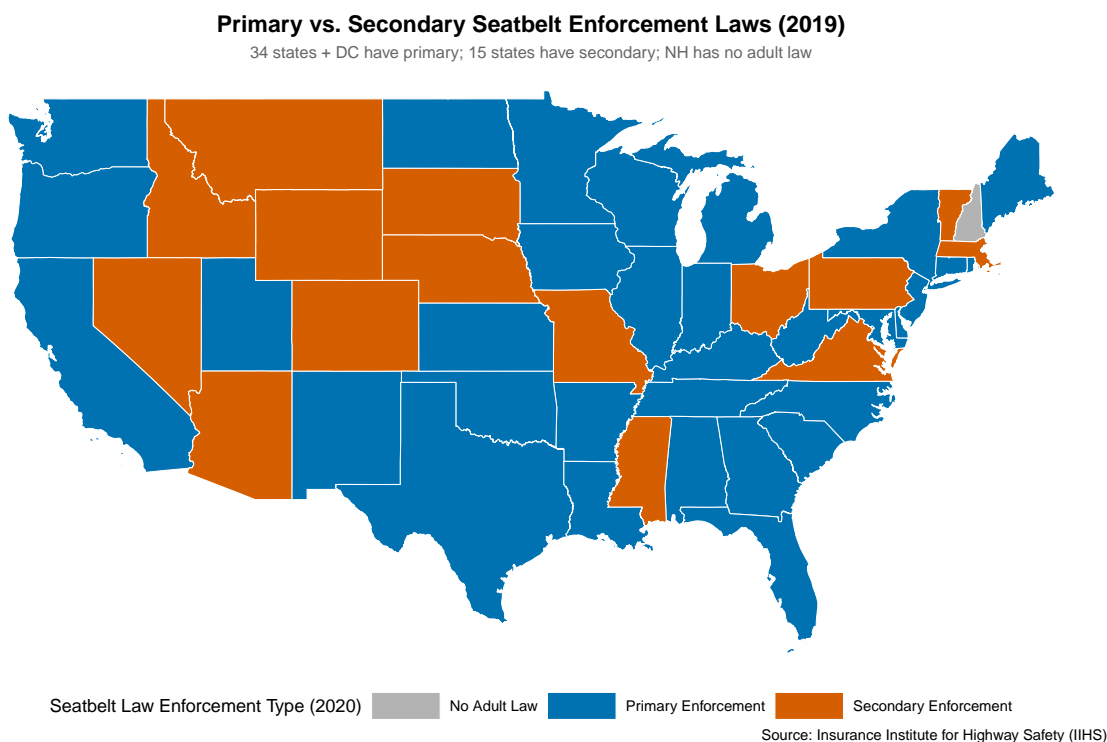 Primary vs. Secondary Seatbelt Enforcement Laws (2019)
34 states + DC have primary; 15 states have secondary; NH has no adult law
Seatbelt Law Enforcement Type (2020) No Adult Law Primary Enforcement Secondary Enforcement
Source: Insurance Institute for Highway Safety (IIHS)